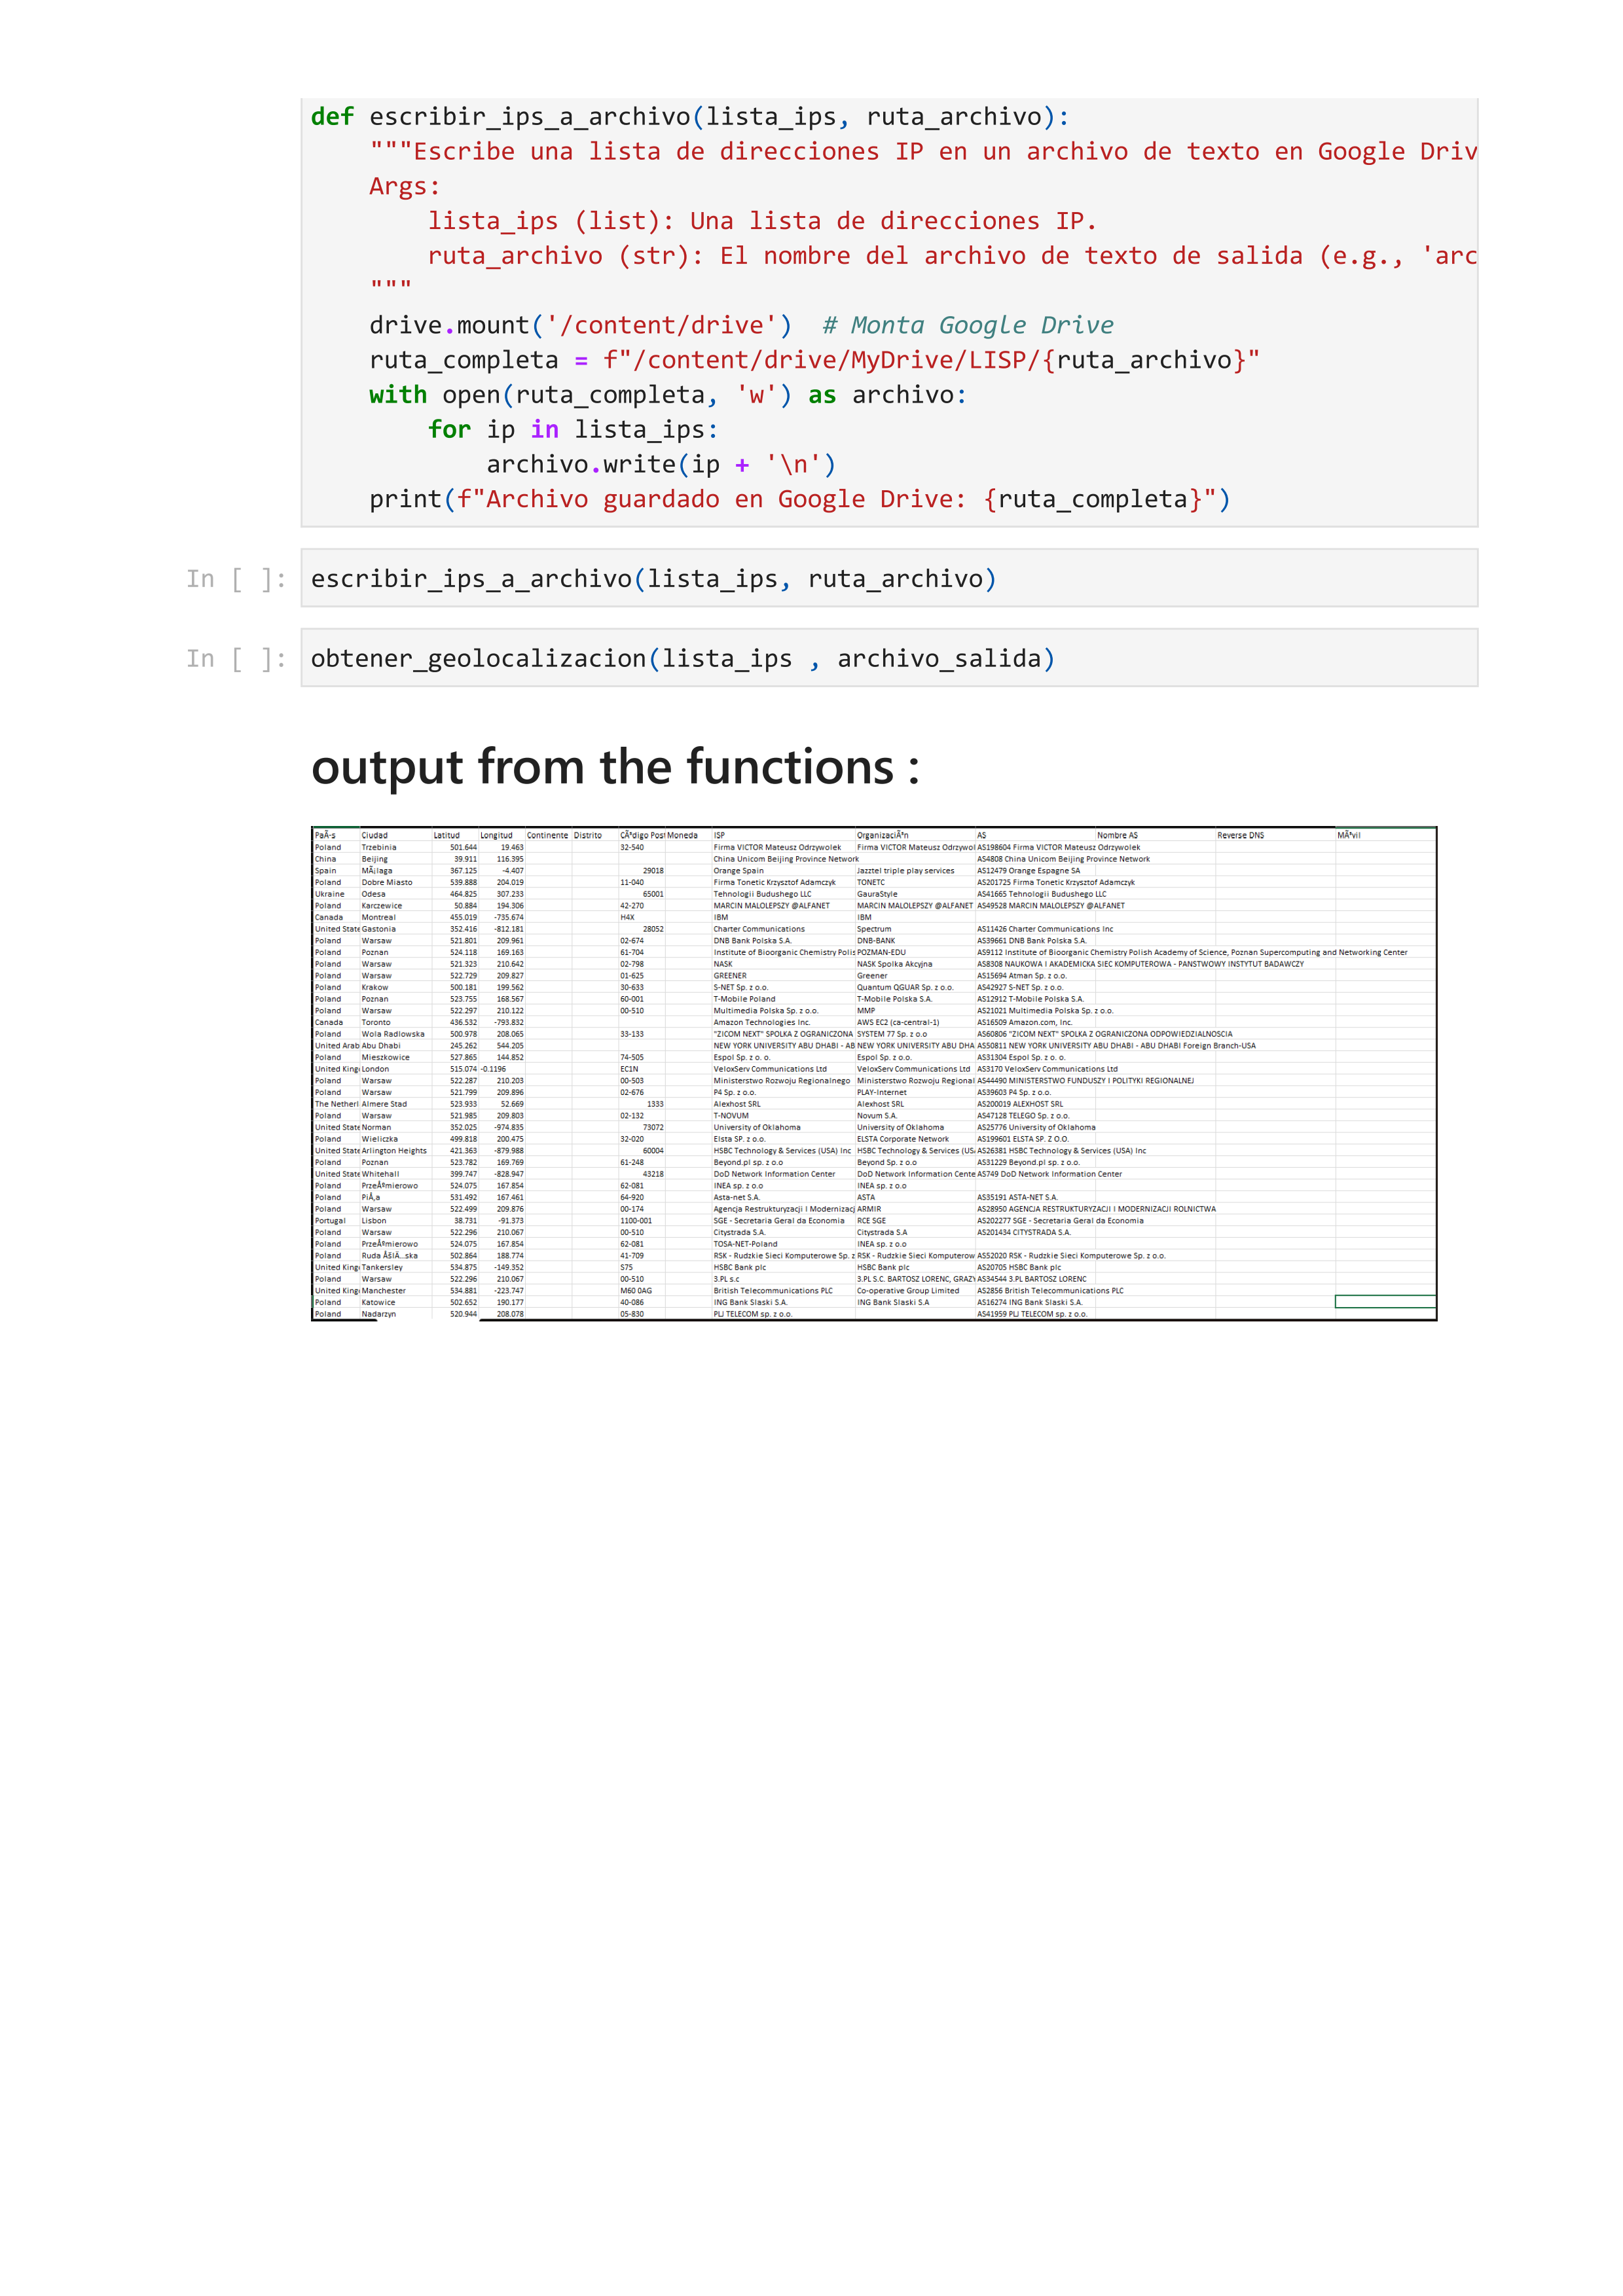 def escribir_ips_a_archivo(lista_ips, ruta_archivo):
"""Escribe una lista de direcciones IP en un archivo de texto en Google Driv
Args:
lista_ips (list): Una lista de direcciones IP.
ruta_archivo (str): El nombre del archivo de texto de salida (e.g., 'arc
"""
drive.mount('/content/drive')  # Monta Google Drive
ruta_completa = f"/content/drive/MyDrive/LISP/{ruta_archivo}"
with open(ruta_completa, 'w') as archivo:
for ip in lista_ips:
archivo.write(ip + '\n')
print(f"Archivo guardado en Google Drive: {ruta_completa}")
In [ ]: escribir_ips_a_archivo(lista_ips, ruta_archivo)
In [ ]: obtener_geolocalizacion(lista_ips , archivo_salida)
output from the functions :
PaÃ-s Ciudad Latitud Longitud Continente Distrito CÃ³digo Post Moneda ISP OrganizaciÃ³n AS Nombre AS Reverse DNS MÃ³vil
Poland Trzebinia 501.644 19.463 32-540 Firma VICTOR Mateusz Odrzywolek Firma VICTOR Mateusz Odrzywol AS198604 Firma VICTOR Mateusz Odrzywolek
China Beijing 39.911 116.395 China Unicom Beijing Province Network AS4808 China Unicom Beijing Province Network
Spain MÃ¡laga 367.125 -4.407 29018 Orange Spain Jazztel triple play services AS12479 Orange Espagne SA
Poland Dobre Miasto 539.888 204.019 11-040 Firma Tonetic Krzysztof Adamczyk TONETC AS201725 Firma Tonetic Krzysztof Adamczyk
Ukraine Odesa 464.825 307.233 65001 Tehnologii Budushego LLC GauraStyle AS41665 Tehnologii Budushego LLC
Poland Karczewice 50.884 194.306 42-270 MARCIN MALOLEPSZY @ALFANET MARCIN MALOLEPSZY @ALFANET AS49528 MARCIN MALOLEPSZY @ALFANET
Canada Montreal 455.019 -735.674 H4X IBM IBM
United State Gastonia 352.416 -812.181 28052 Charter Communications Spectrum AS11426 Charter Communications Inc
Poland Warsaw 521.801 209.961 02-674 DNB Bank Polska S.A. DNB-BANK AS39661 DNB Bank Polska S.A.
Poland Poznan 524.118 169.163 61-704 Institute of Bioorganic Chemistry Polis POZMAN-EDU AS9112 Institute of Bioorganic Chemistry Polish Academy of Science, Poznan Supercomputing and Networking Center
Poland Warsaw 521.323 210.642 02-798 NASK NASK Spolka Akcyjna AS8308 NAUKOWA I AKADEMICKA SIEC KOMPUTEROWA - PANSTWOWY INSTYTUT BADAWCZY
Poland Warsaw 522.729 209.827 01-625 GREENER Greener AS15694 Atman Sp. z o.o.
Poland Krakow 500.181 199.562 30-633 S-NET Sp. z o.o. Quantum QGUAR Sp. z o.o. AS42927 S-NET Sp. z o.o.
Poland Poznan 523.755 168.567 60-001 T-Mobile Poland T-Mobile Polska S.A. AS12912 T-Mobile Polska S.A.
Poland Warsaw 522.297 210.122 00-510 Multimedia Polska Sp. z o.o. MMP AS21021 Multimedia Polska Sp. z o.o.
Canada Toronto 436.532 -793.832 Amazon Technologies Inc. AWS EC2 (ca-central-1) AS16509 Amazon.com, Inc.
Poland Wola Radlowska 500.978 208.065 33-133 "ZICOM NEXT" SPOLKA Z OGRANICZONA SYSTEM 77 Sp. z o.o AS60806 "ZICOM NEXT" SPOLKA Z OGRANICZONA ODPOWIEDZIALNOSCIA
United Arab Abu Dhabi 245.262 544.205 NEW YORK UNIVERSITY ABU DHABI - AB NEW YORK UNIVERSITY ABU DHA AS50811 NEW YORK UNIVERSITY ABU DHABI - ABU DHABI Foreign Branch-USA
Poland Mieszkowice 527.865 144.852 74-505 Espol Sp. z o. o. Espol Sp. z o.o. AS31304 Espol Sp. z o. o.
United King London 515.074 -0.1196 EC1N VeloxServ Communications Ltd VeloxServ Communications Ltd AS3170 VeloxServ Communications Ltd
Poland Warsaw 522.287 210.203 00-503 Ministerstwo Rozwoju Regionalnego Ministerstwo Rozwoju Regional AS44490 MINISTERSTWO FUNDUSZY I POLITYKI REGIONALNEJ
Poland Warsaw 521.799 209.896 02-676 P4 Sp. z o.o. PLAY-Internet AS39603 P4 Sp. z o.o.
The Netherl Almere Stad 523.933 52.669 1333 Alexhost SRL Alexhost SRL AS200019 ALEXHOST SRL
Poland Warsaw 521.985 209.803 02-132 T-NOVUM Novum S.A. AS47128 TELEGO Sp. z o.o.
United State Norman 352.025 -974.835 73072 University of Oklahoma University of Oklahoma AS25776 University of Oklahoma
Poland Wieliczka 499.818 200.475 32-020 Elsta SP. z o.o. ELSTA Corporate Network AS199601 ELSTA SP. Z O.O.
United State Arlington Heights 421.363 -879.988 60004 HSBC Technology & Services (USA) Inc HSBC Technology & Services (US AS26381 HSBC Technology & Services (USA) Inc
Poland Poznan 523.782 169.769 61-248 Beyond.pl sp. z o.o Beyond Sp. z o.o. AS31229 Beyond.pl sp. z o.o.
United State Whitehall 399.747 -828.947 43218 DoD Network Information Center DoD Network Information Cente AS749 DoD Network Information Center
Poland PrzeÅºmierowo 524.075 167.854 62-081 INEA sp. z o.o INEA sp. z o.o
Poland PiÅ‚a 531.492 167.461 64-920 Asta-net S.A. ASTA AS35191 ASTA-NET S.A.
Poland Warsaw 522.499 209.876 00-174 Agencja Restrukturyzacji I Modernizacj ARMIR AS28950 AGENCJA RESTRUKTURYZACJI I MODERNIZACJI ROLNICTWA
Portugal Lisbon 38.731 -91.373 1100-001 SGE - Secretaria Geral da Economia RCE SGE AS202277 SGE - Secretaria Geral da Economia
Poland Warsaw 522.296 210.067 00-510 Citystrada S.A. Citystrada S.A AS201434 CITYSTRADA S.A.
Poland PrzeÅºmierowo 524.075 167.854 62-081 TOSA-NET-Poland INEA sp. z o.o
Poland Ruda ÅšlÄ…ska 502.864 188.774 41-709 RSK - Rudzkie Sieci Komputerowe Sp. z RSK - Rudzkie Sieci Komputerow AS52020 RSK - Rudzkie Sieci Komputerowe Sp. z o.o.
United King Tankersley 534.875 -149.352 S75 HSBC Bank plc HSBC Bank plc AS20705 HSBC Bank plc
Poland Warsaw 522.296 210.067 00-510 3.PL s.c 3.PL S.C. BARTOSZ LORENC, GRAZY AS34544 3.PL BARTOSZ LORENC
United King Manchester 534.881 -223.747 M60 0AG British Telecommunications PLC Co-operative Group Limited AS2856 British Telecommunications PLC
Poland Katowice 502.652 190.177 40-086 ING Bank Slaski S.A. ING Bank Slaski S.A AS16274 ING Bank Slaski S.A.
Poland Nadarzyn 520.944 208.078 05-830 PLJ TELECOM sp. z o.o. AS41959 PLJ TELECOM sp. z o.o.